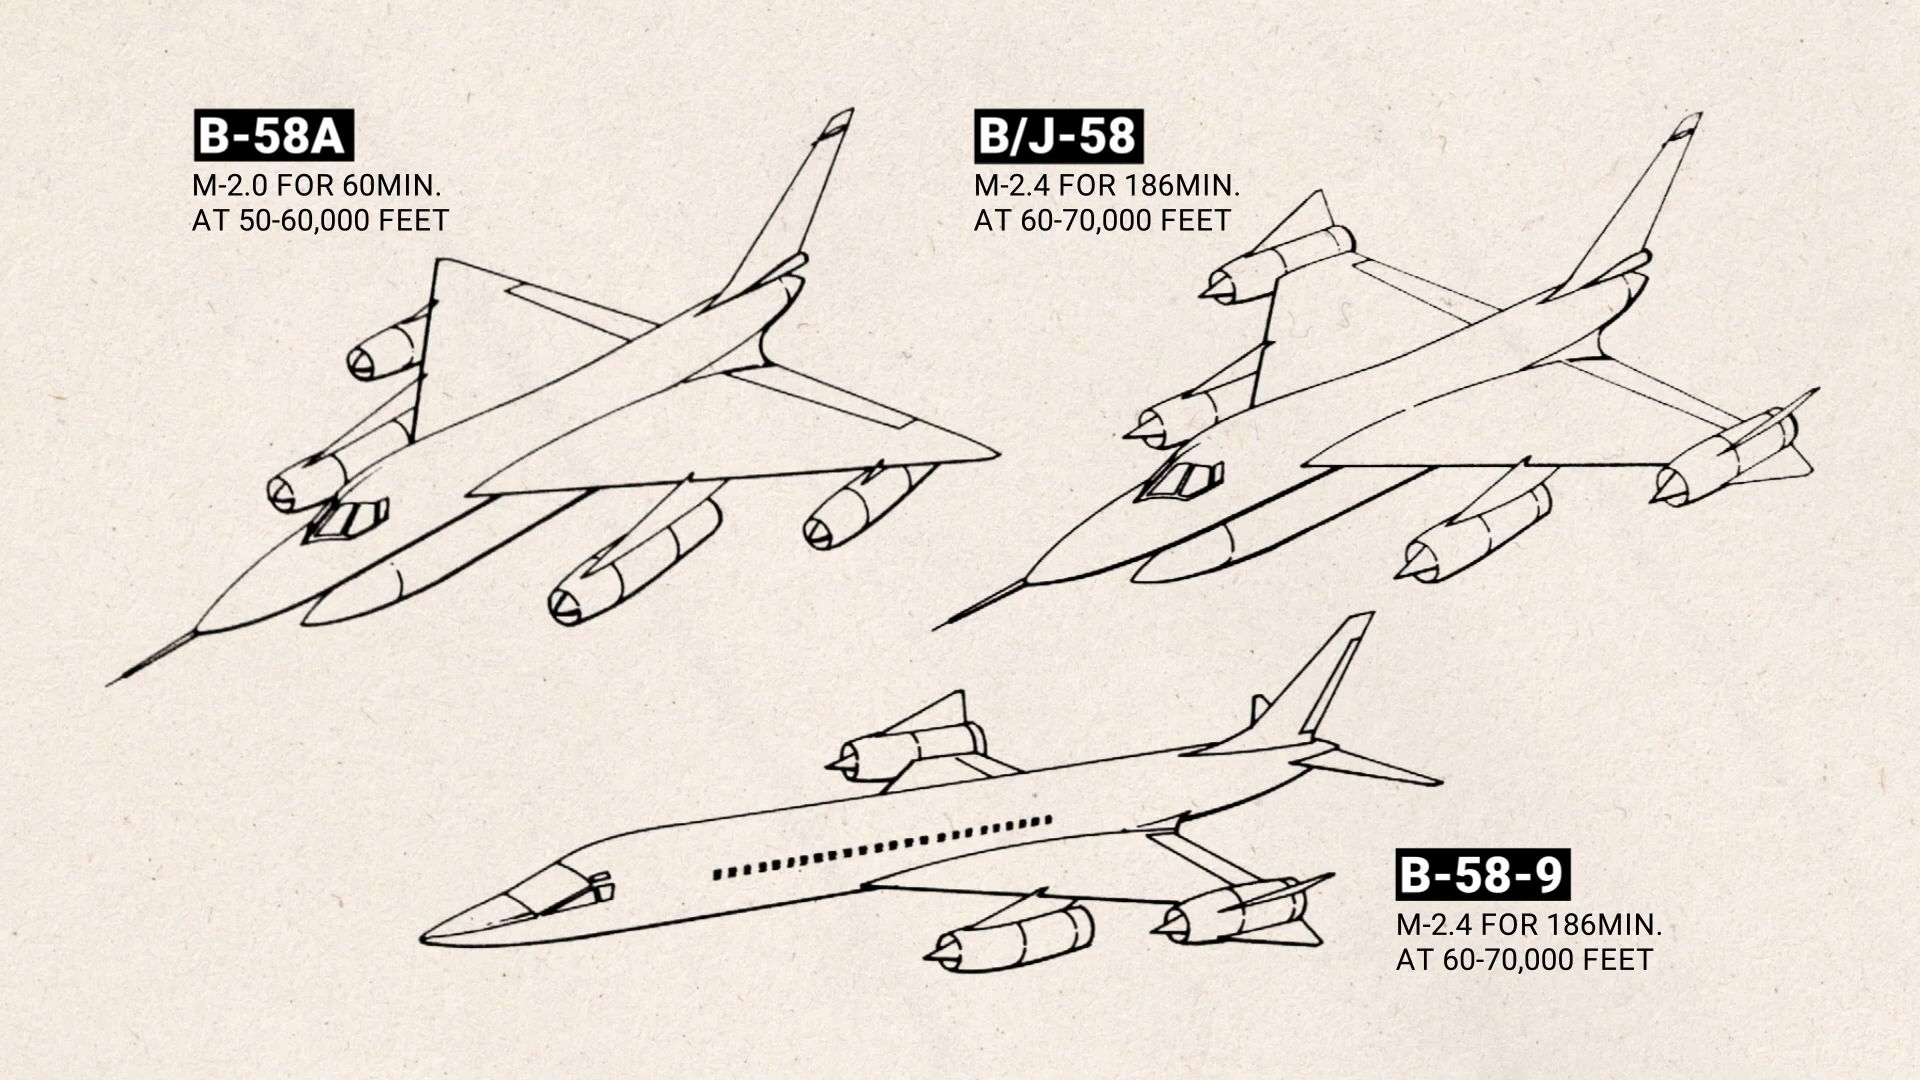 B-58A
M-2.0 FOR 60MIN.
AT 50-60,000 FEET
B/J-58
M-2.4 FOR 186MIN.
AT 60-70,000 FEET
B-58-9
M-2.4 FOR 186MIN.
AT 60-70,000 FEET